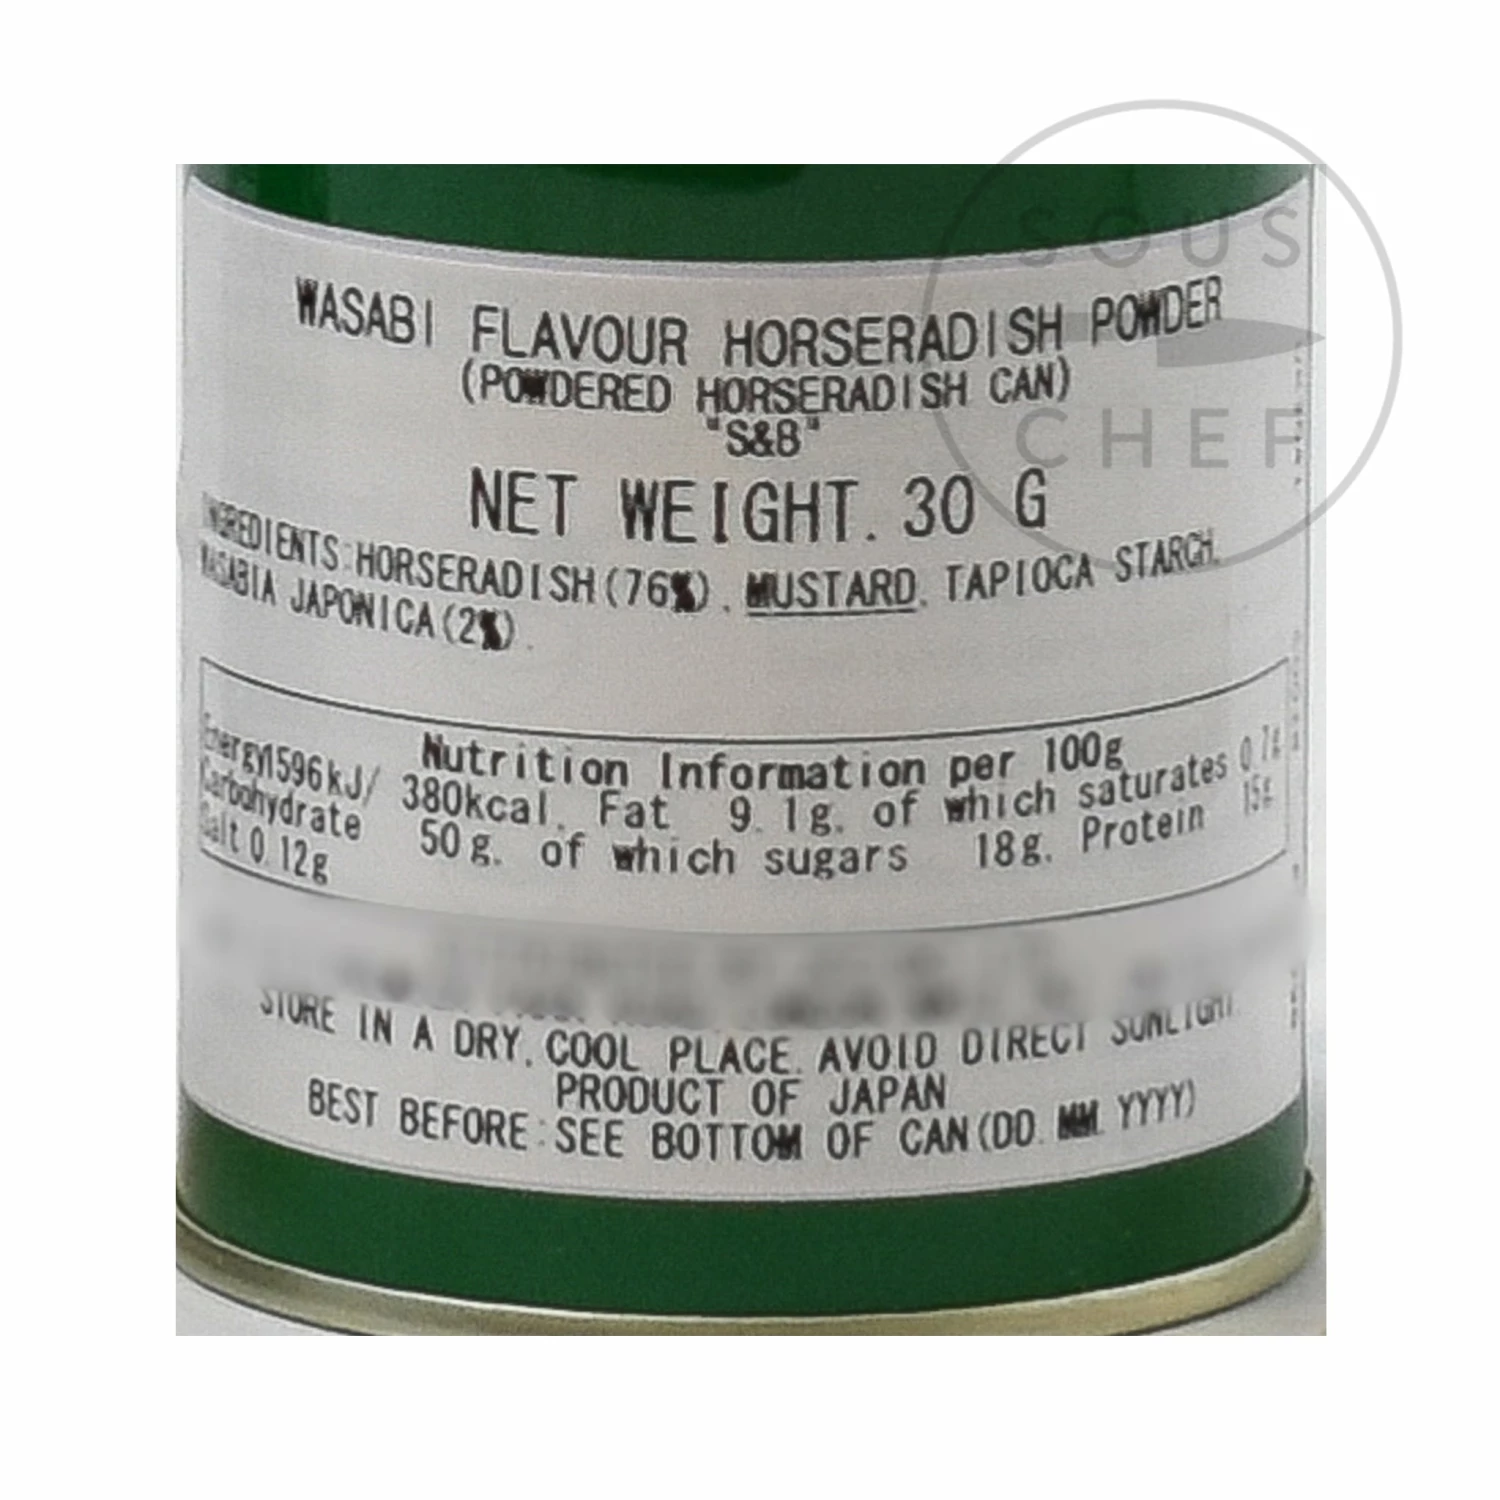 SOUS
CHEF
WASABI FLAVOUR HORSERADISH POWDER
(POWDERED HORSERADISH CAN)
"S&B"
NET WEIGHT. 30 G
INGREDIENTS:HORSERADISH(76%), MUSTARD, TAPIOCA STARCH,
WASABIA JAPONICA(2%).
Nutrition Information per 100g
Energy1596kJ/ 380kcal, Fat 9.1g, of which saturates 0.7g
Carbohydrate 50g, of which sugars 18g, Protein 15g
Salt 0.12g
STORE IN A DRY, COOL PLACE. AVOID DIRECT SUNLIGHT.
PRODUCT OF JAPAN
BEST BEFORE:SEE BOTTOM OF CAN(DD. MM. YYYY)